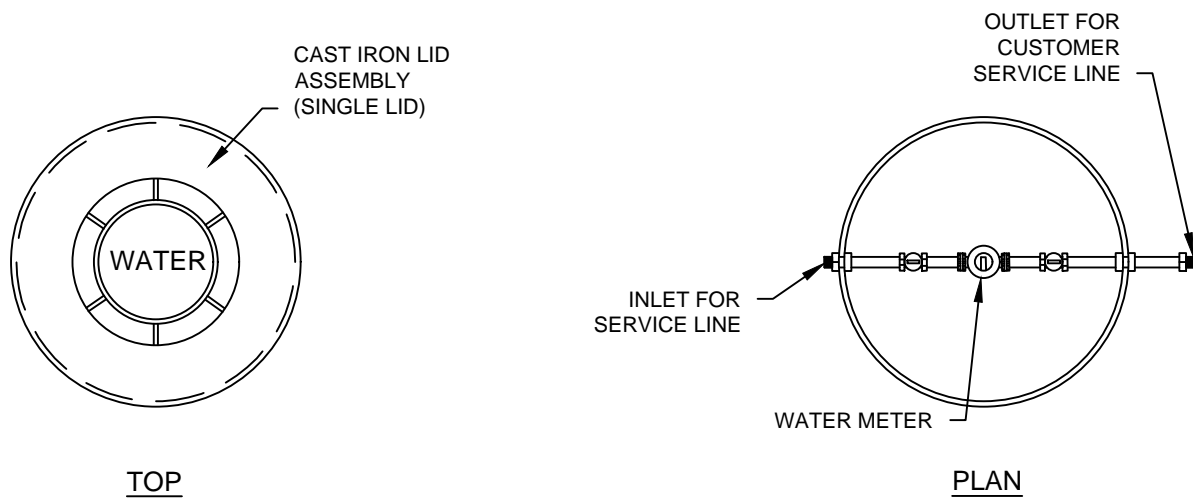 CAST IRON LID
ASSEMBLY
(SINGLE LID)
WATER
TOP
OUTLET FOR
CUSTOMER
SERVICE LINE
INLET FOR
SERVICE LINE
WATER METER
PLAN